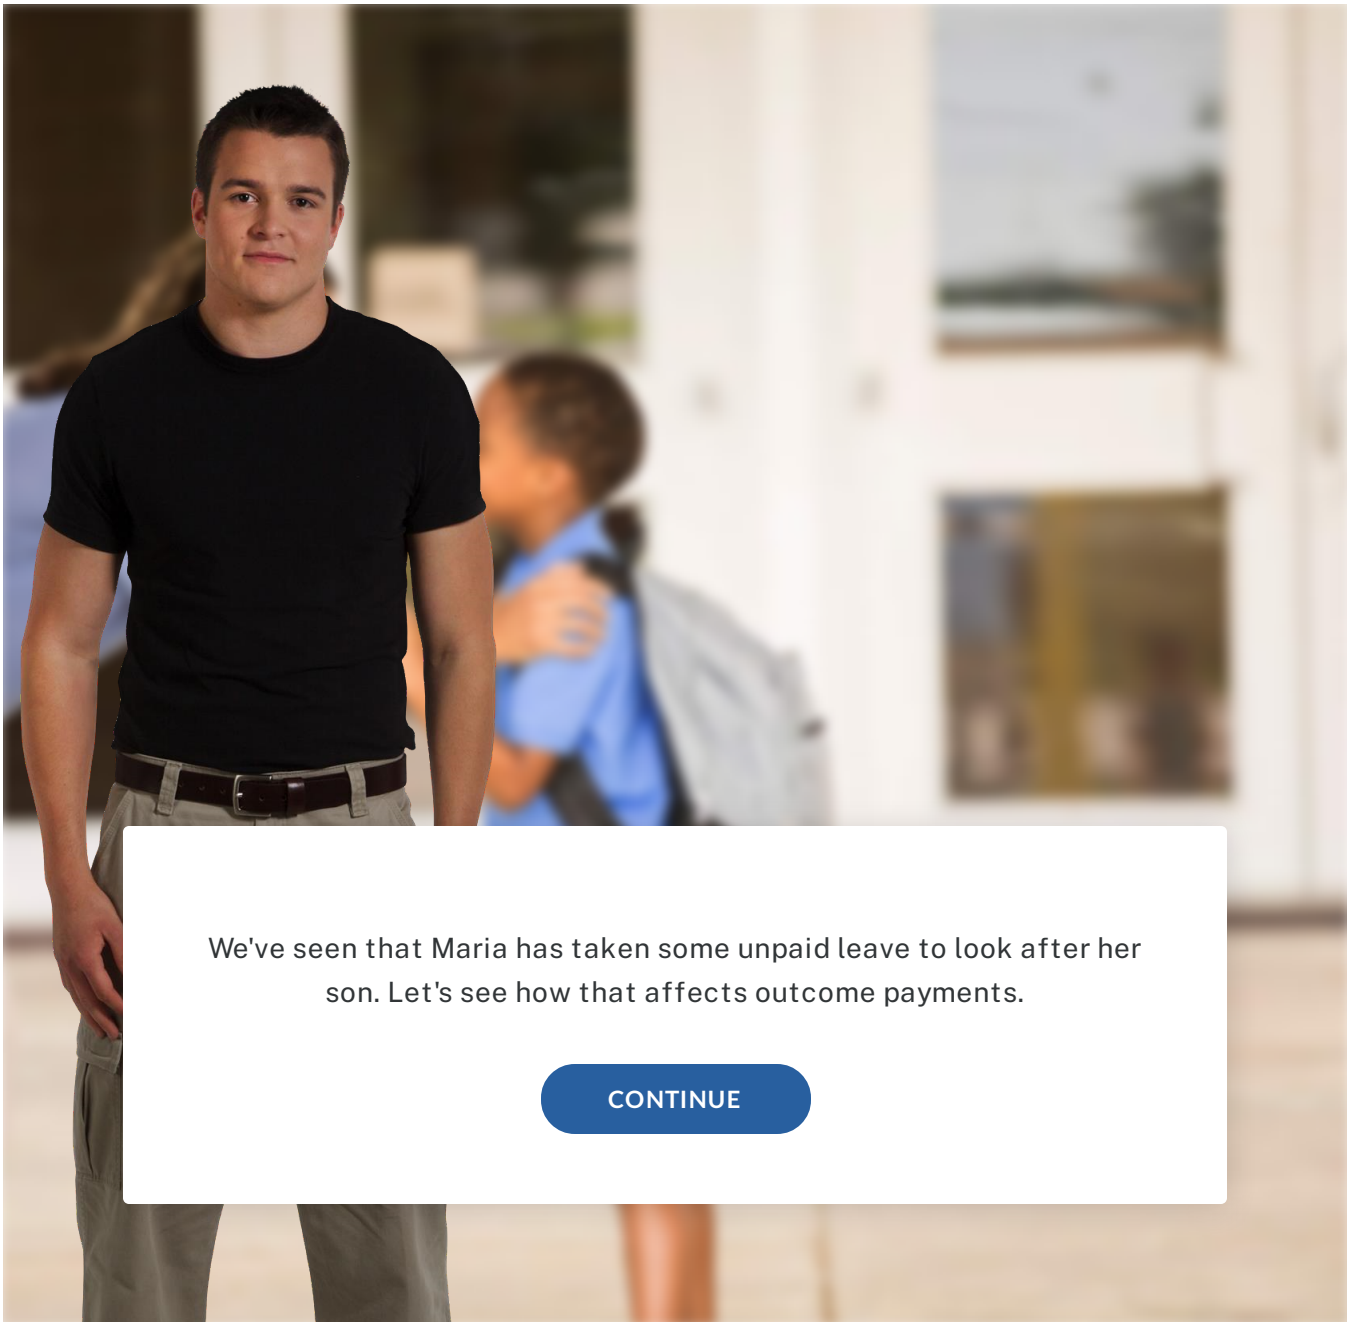 We've seen that Maria has taken some unpaid leave to look after her
son. Let's see how that affects outcome payments.
CONTINUE